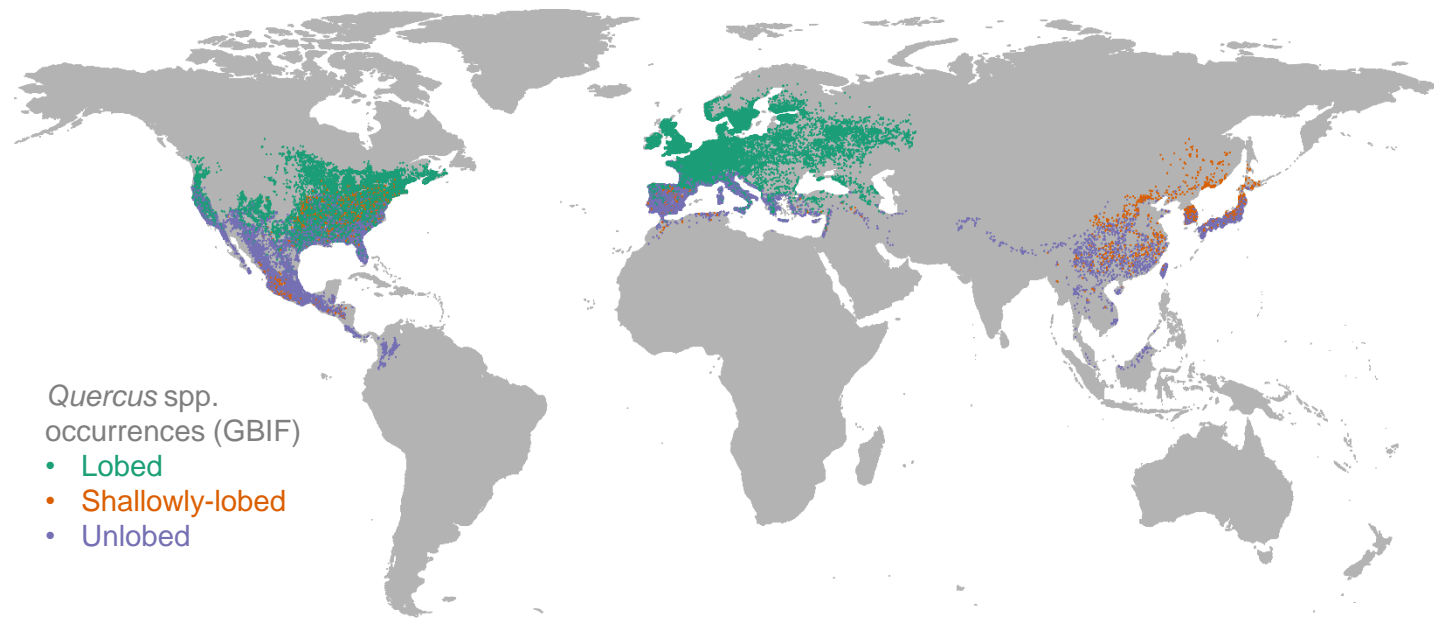 Quercus spp.
occurrences (GBIF)
• Lobed
• Shallowly-lobed
• Unlobed